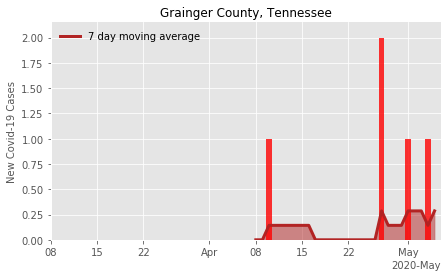 Grainger County, Tennessee
7 day moving average
New Covid-19 Cases
2.00
1.75
1.50
1.25
1.00
0.75
0.50
0.25
0.00
08 15 22 Apr 08 15 22 May
2020-May